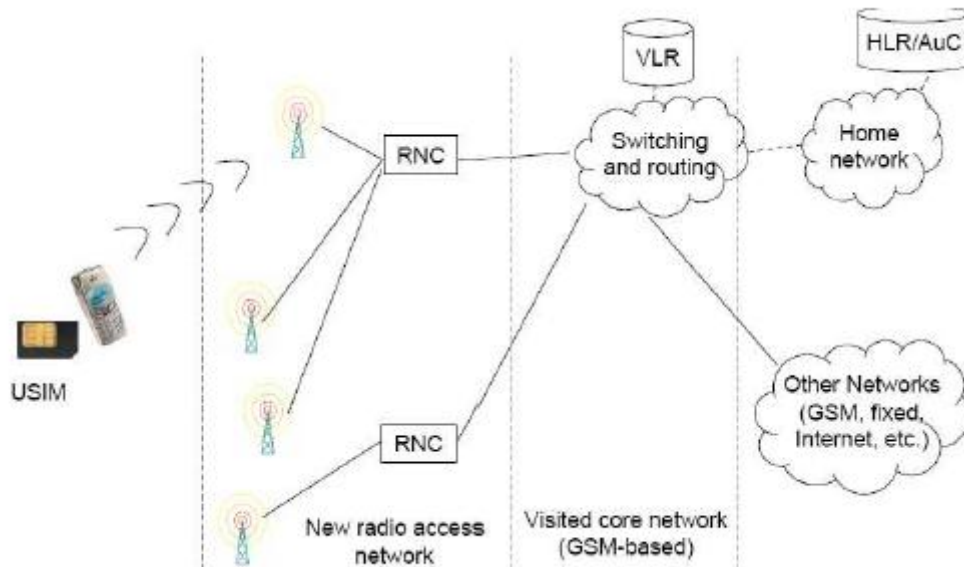 VLR
HLR/AuC
RNC
Switching
and routing
Home
network
USIM
RNC
Other Networks
(GSM, fixed,
Internet, etc.)
New radio access
network
Visited core network
(GSM-based)